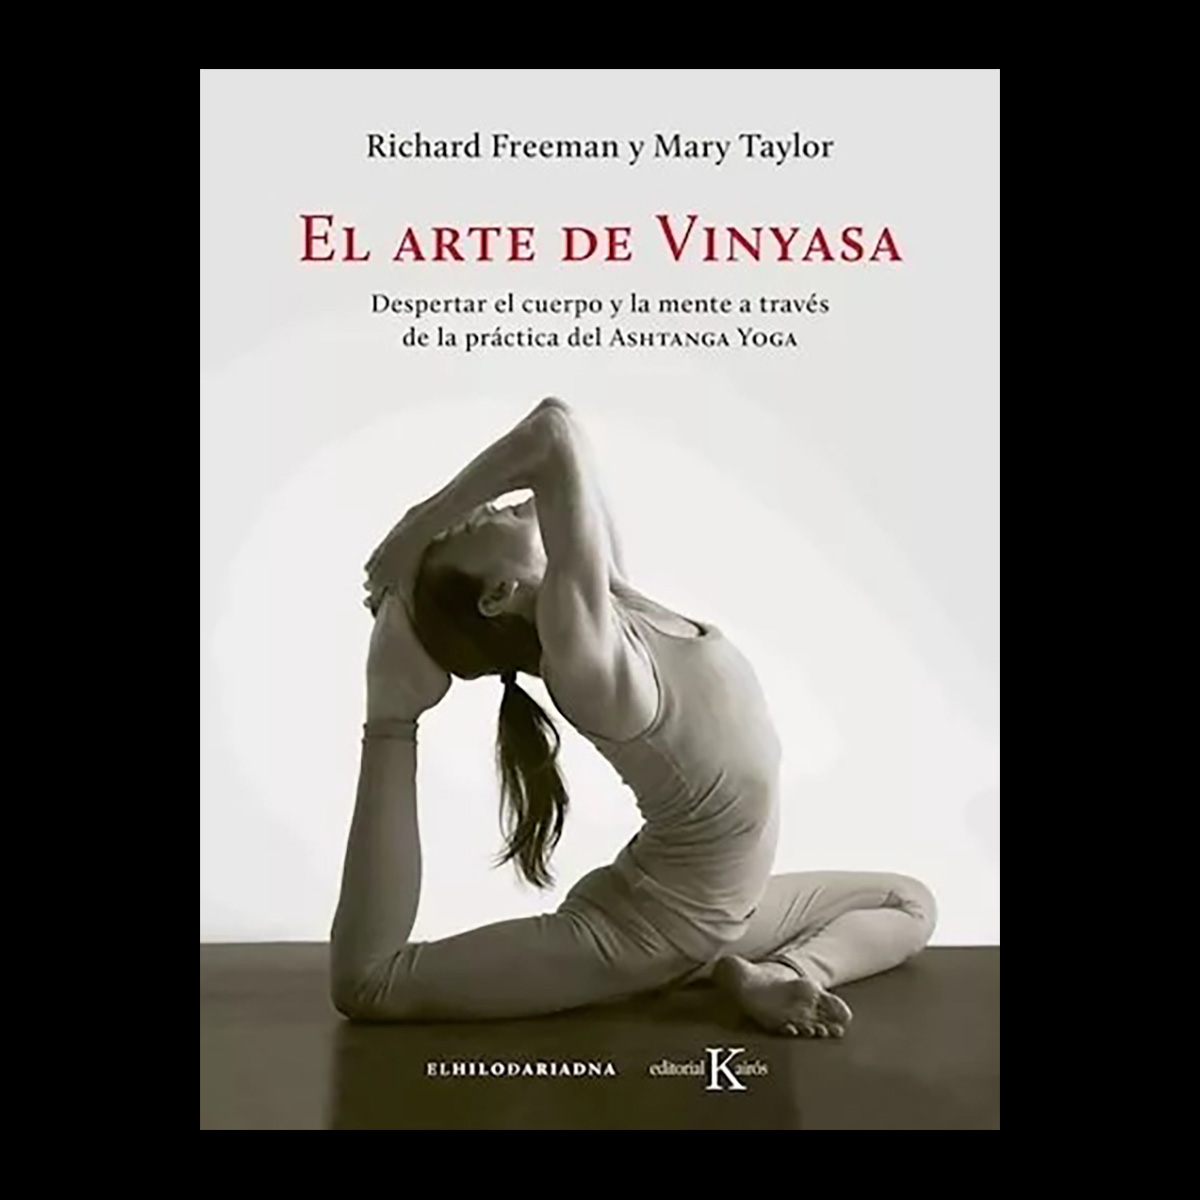 Richard Freeman y Mary Taylor
El arte de Vinyasa
Despertar el cuerpo y la mente a través
de la práctica del Ashtanga Yoga
ELHILODARIADNA editorial Kairós